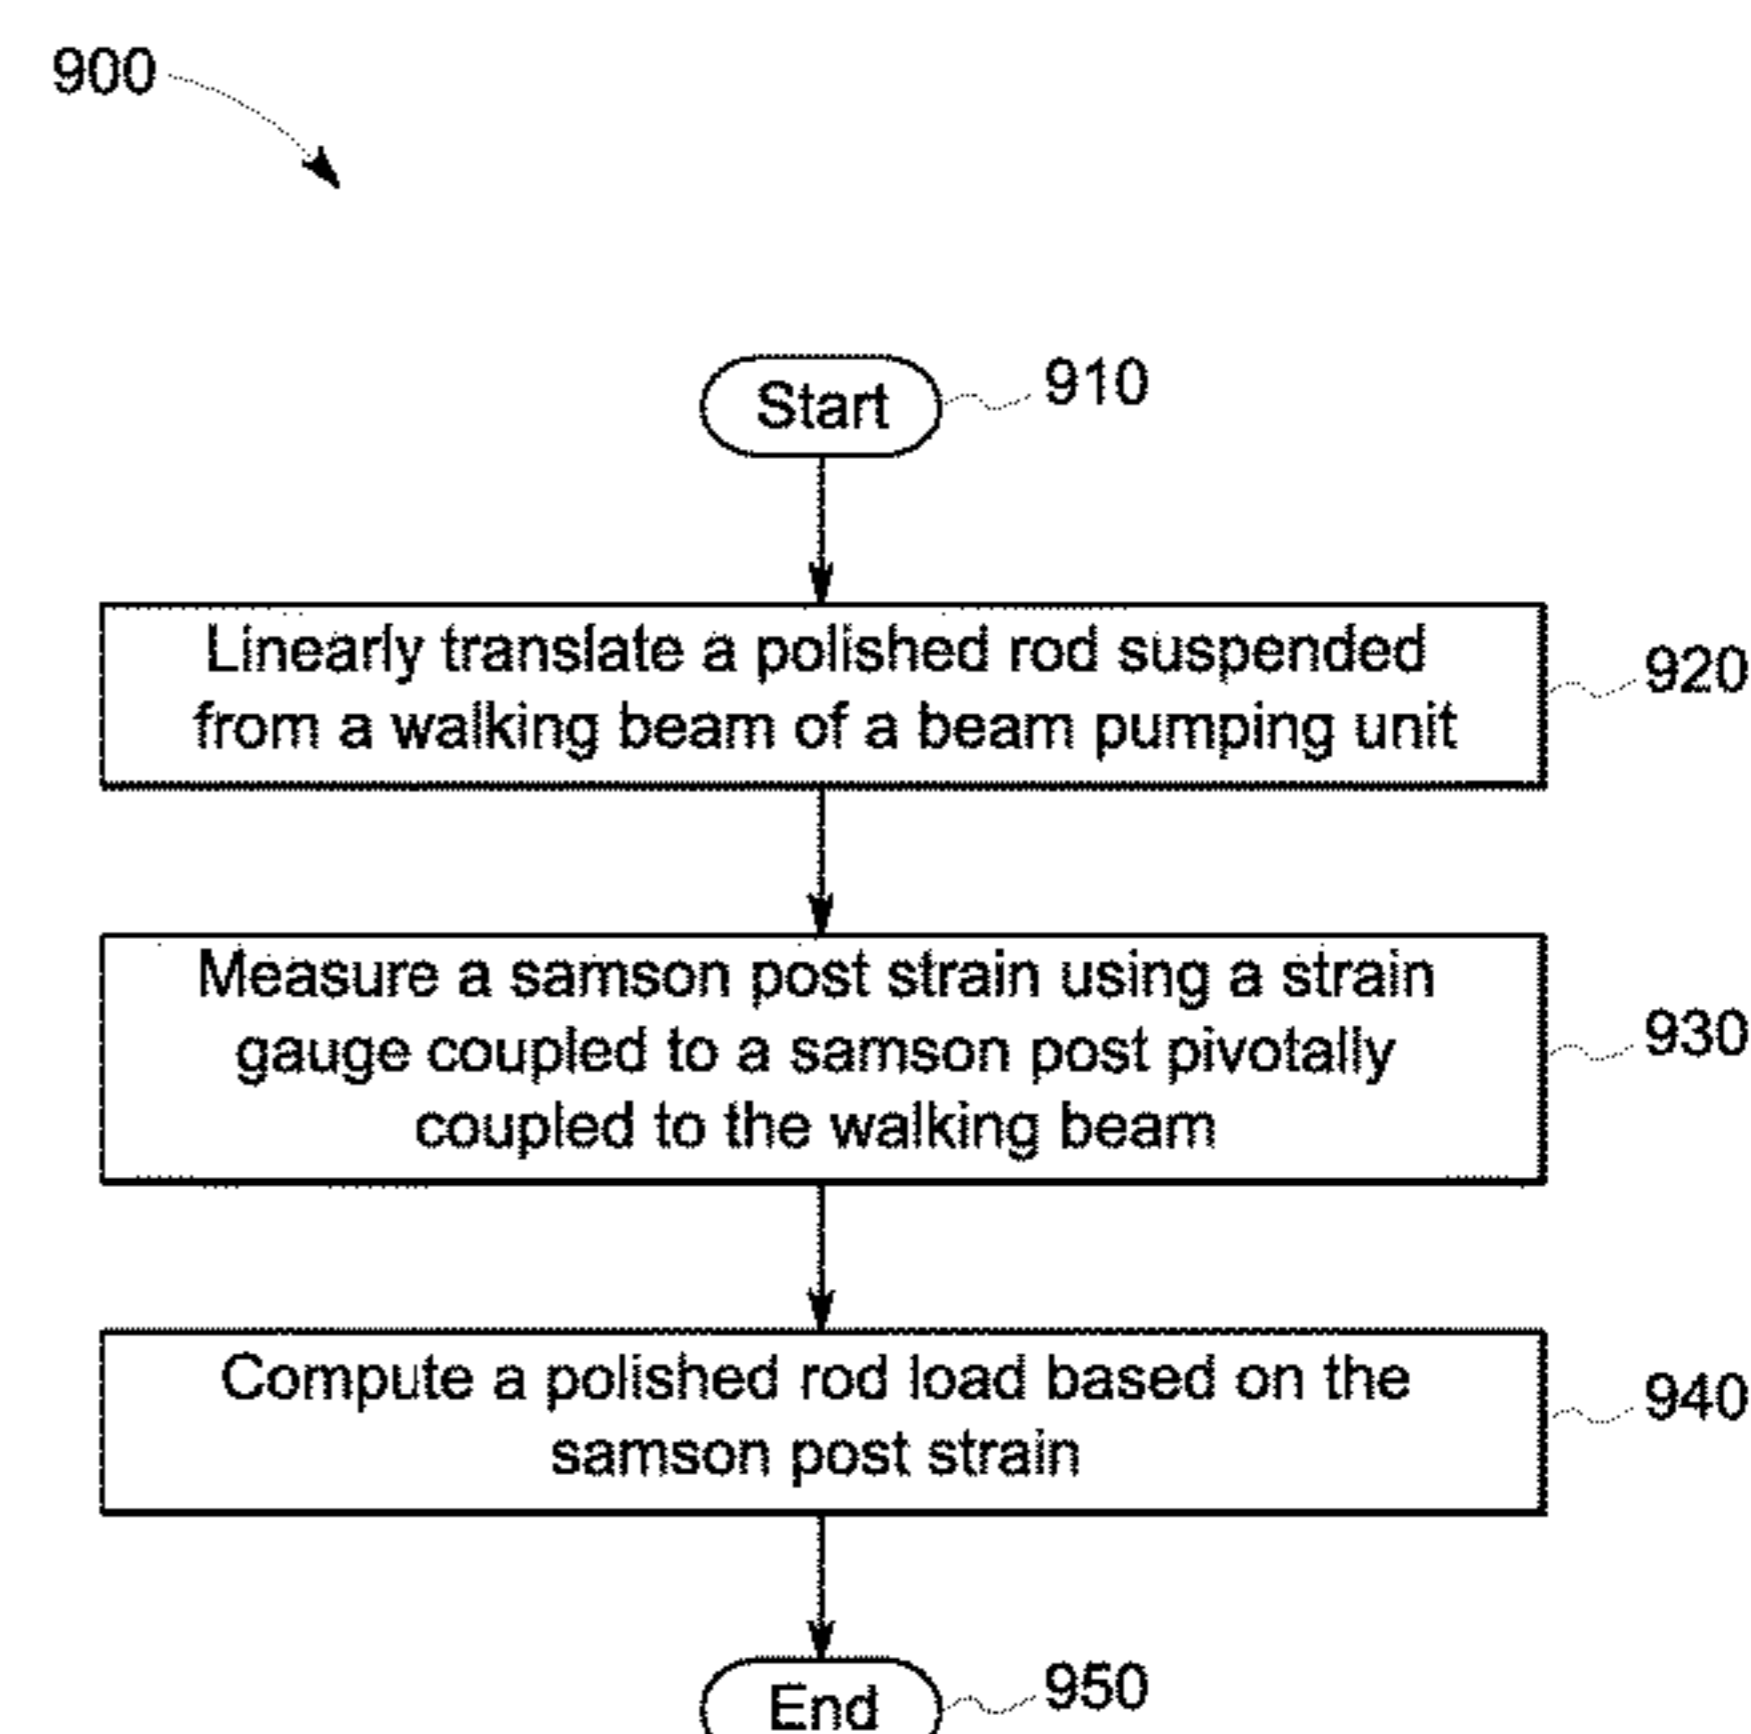 900
Start
910
Linearly translate a polished rod suspended
from a walking beam of a beam pumping unit
920
Measure a samson post strain using a strain
gauge coupled to a samson post pivotally
coupled to the walking beam
930
Compute a polished rod load based on the
samson post strain
940
End
950